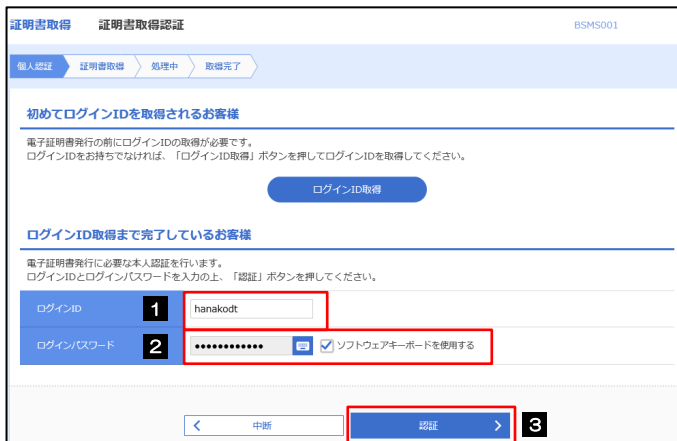 証明書取得 証明書取得認証 BSMS001
個人認証 証明書取得 処理中 取得完了
初めてログインIDを取得されるお客様
電子証明書発行の前にログインIDの取得が必要です。
ログインIDをお持ちでなければ、「ログインID取得」ボタンを押してログインIDを取得してください。
ログインID取得
ログインID取得まで完了しているお客様
電子証明書発行に必要な本人認証を行います。
ログインIDとログインパスワードを入力の上、「認証」ボタンを押してください。
ログインID 1 hanakodt
ログインパスワード 2 ●●●●●●●●●●●● ソフトウェアキーボードを使用する
中断 認証 3